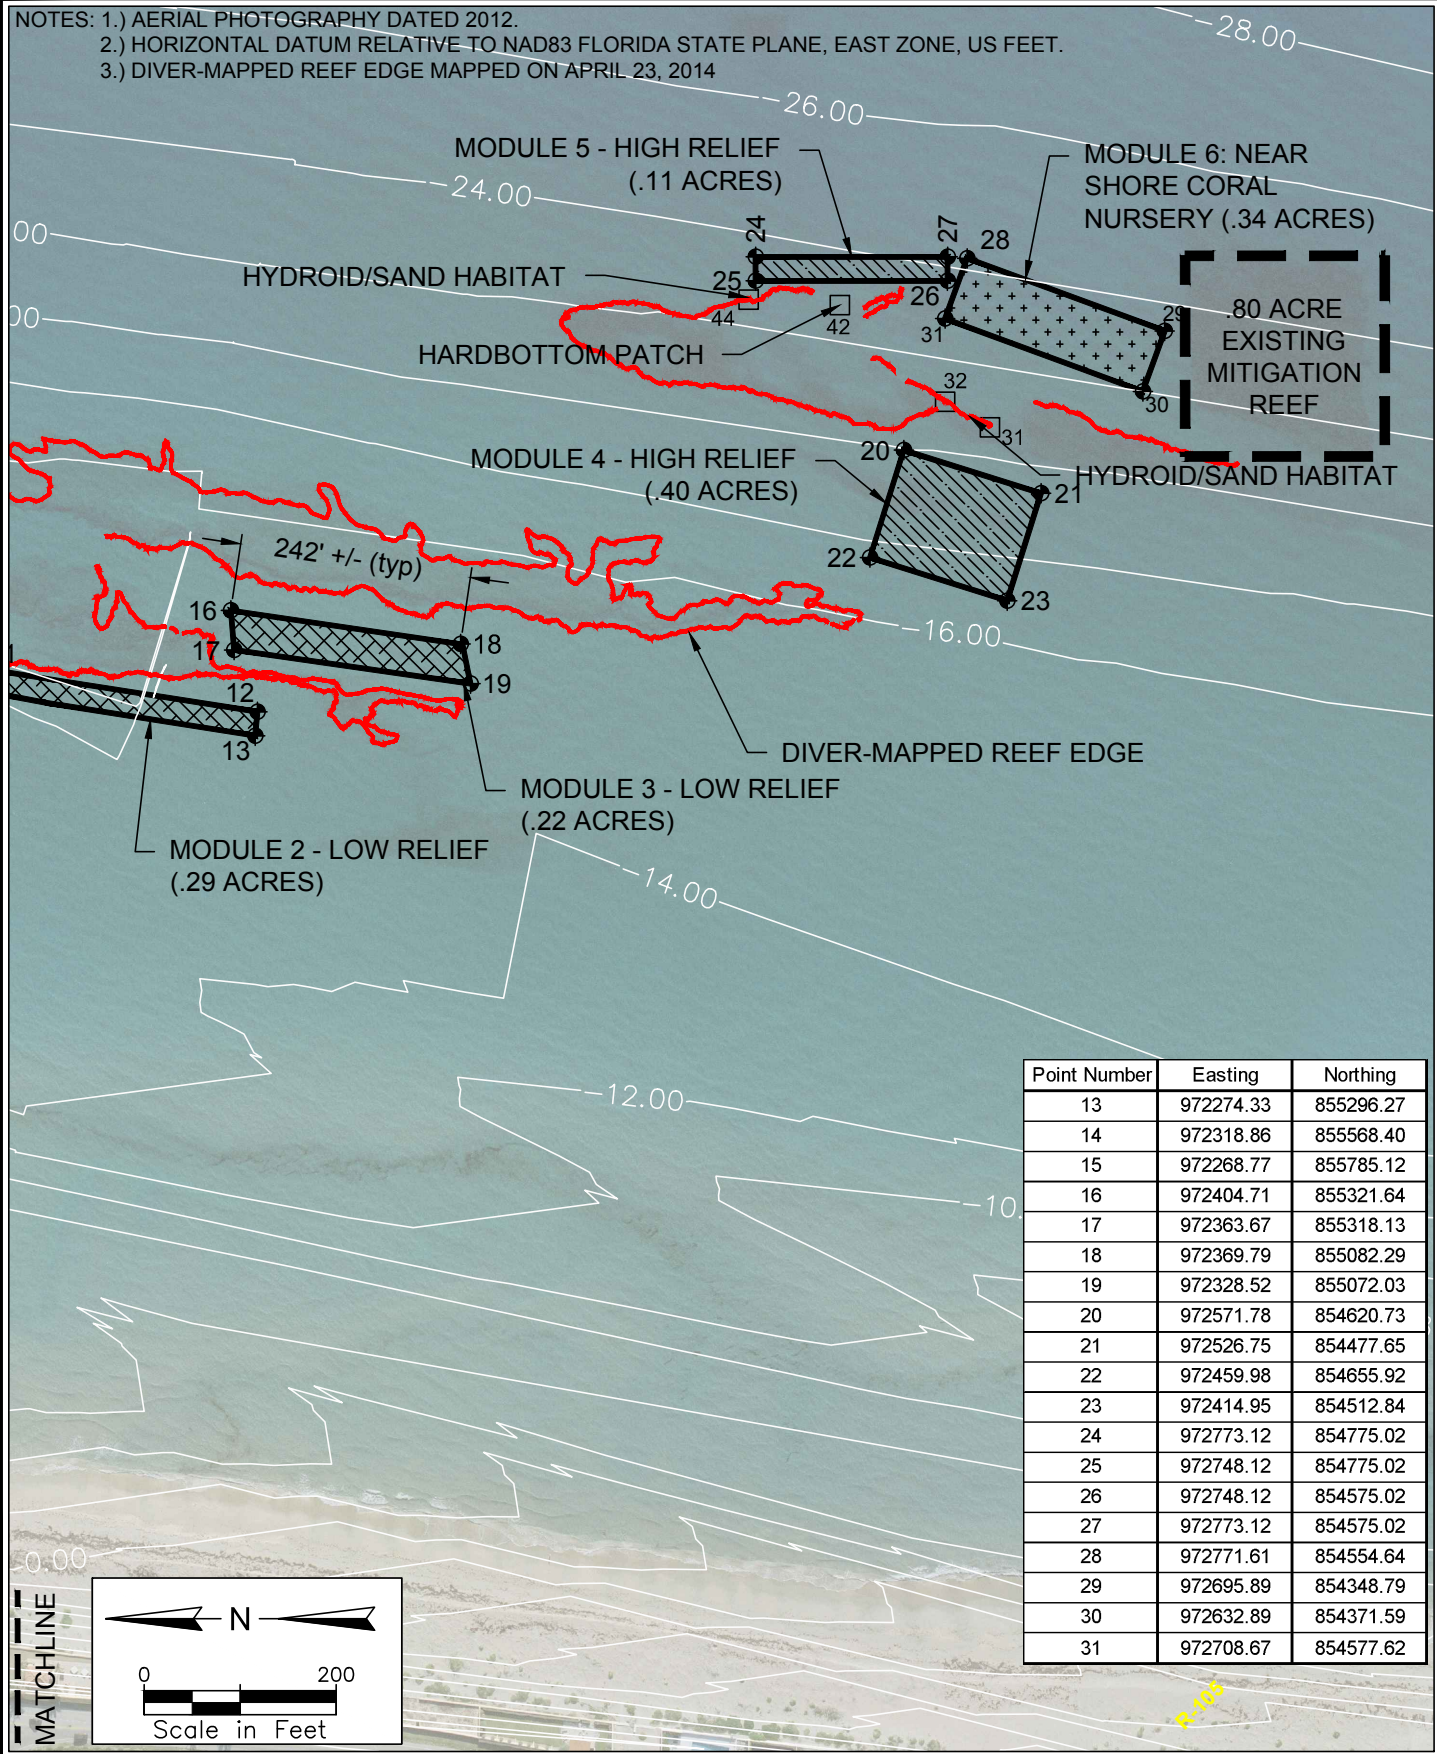 NOTES: 1.) AERIAL PHOTOGRAPHY DATED 2012.
2.) HORIZONTAL DATUM RELATIVE TO NAD83 FLORIDA STATE PLANE, EAST ZONE, US FEET.
3.) DIVER-MAPPED REEF EDGE MAPPED ON APRIL 23, 2014
-28.00
-26.00
-24.00
00
00
MODULE 5 - HIGH RELIEF
(.11 ACRES)
MODULE 6: NEAR
SHORE CORAL
NURSERY (.34 ACRES)
24
27
28
HYDROID/SAND HABITAT
25
26
44
42
31
29
30
.80 ACRE
EXISTING
MITIGATION
REEF
HARDBOTTOM PATCH
32
31
MODULE 4 - HIGH RELIEF
(.40 ACRES)
20
21
HYDROID/SAND HABITAT
22
23
242' +/- (typ)
16
17
18
19
-16.00
12
13
DIVER-MAPPED REEF EDGE
MODULE 3 - LOW RELIEF
(.22 ACRES)
MODULE 2 - LOW RELIEF
(.29 ACRES)
-14.00
-12.00
-10.
Point Number Easting Northing
13 972274.33 855296.27
14 972318.86 855568.40
15 972268.77 855785.12
16 972404.71 855321.64
17 972363.67 855318.13
18 972369.79 855082.29
19 972328.52 855072.03
20 972571.78 854620.73
21 972526.75 854477.65
22 972459.98 854655.92
23 972414.95 854512.84
24 972773.12 854775.02
25 972748.12 854775.02
26 972748.12 854575.02
27 972773.12 854575.02
28 972771.61 854554.64
29 972695.89 854348.79
30 972632.89 854371.59
31 972708.67 854577.62
0.00
MATCHLINE
N
0 200
Scale in Feet
R-105